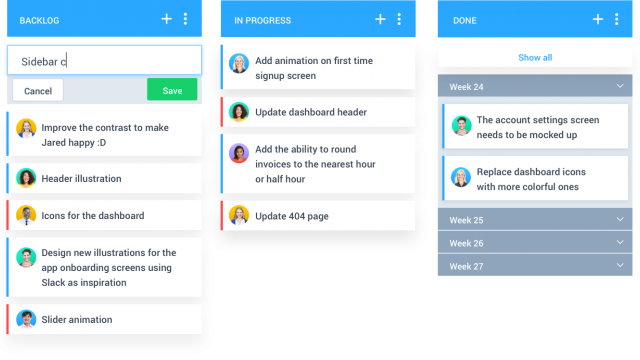 BACKLOG
Sidebar c
Cancel
Save
Improve the contrast to make
Jared happy :D
Header illustration
Icons for the dashboard
Design new illustrations for the
app onboarding screens using
Slack as inspiration
Slider animation
IN PROGRESS
Add animation on first time
signup screen
Update dashboard header
Add the ability to round
invoices to the nearest hour
or half hour
Update 404 page
DONE
Show all
Week 24
The account settings screen
needs to be mocked up
Replace dashboard icons
with more colorful ones
Week 25
Week 26
Week 27